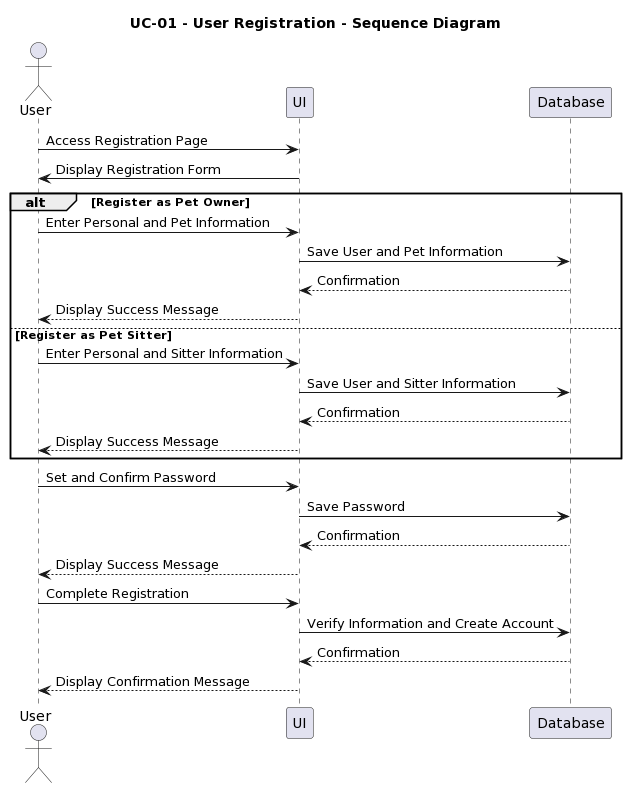 UC-01 - User Registration - Sequence Diagram
User
UI
Database
Access Registration Page
Display Registration Form
alt
[Register as Pet Owner]
Enter Personal and Pet Information
Save User and Pet Information
Confirmation
Display Success Message
[Register as Pet Sitter]
Enter Personal and Sitter Information
Save User and Sitter Information
Confirmation
Display Success Message
Set and Confirm Password
Save Password
Confirmation
Display Success Message
Complete Registration
Verify Information and Create Account
Confirmation
Display Confirmation Message
User
UI
Database